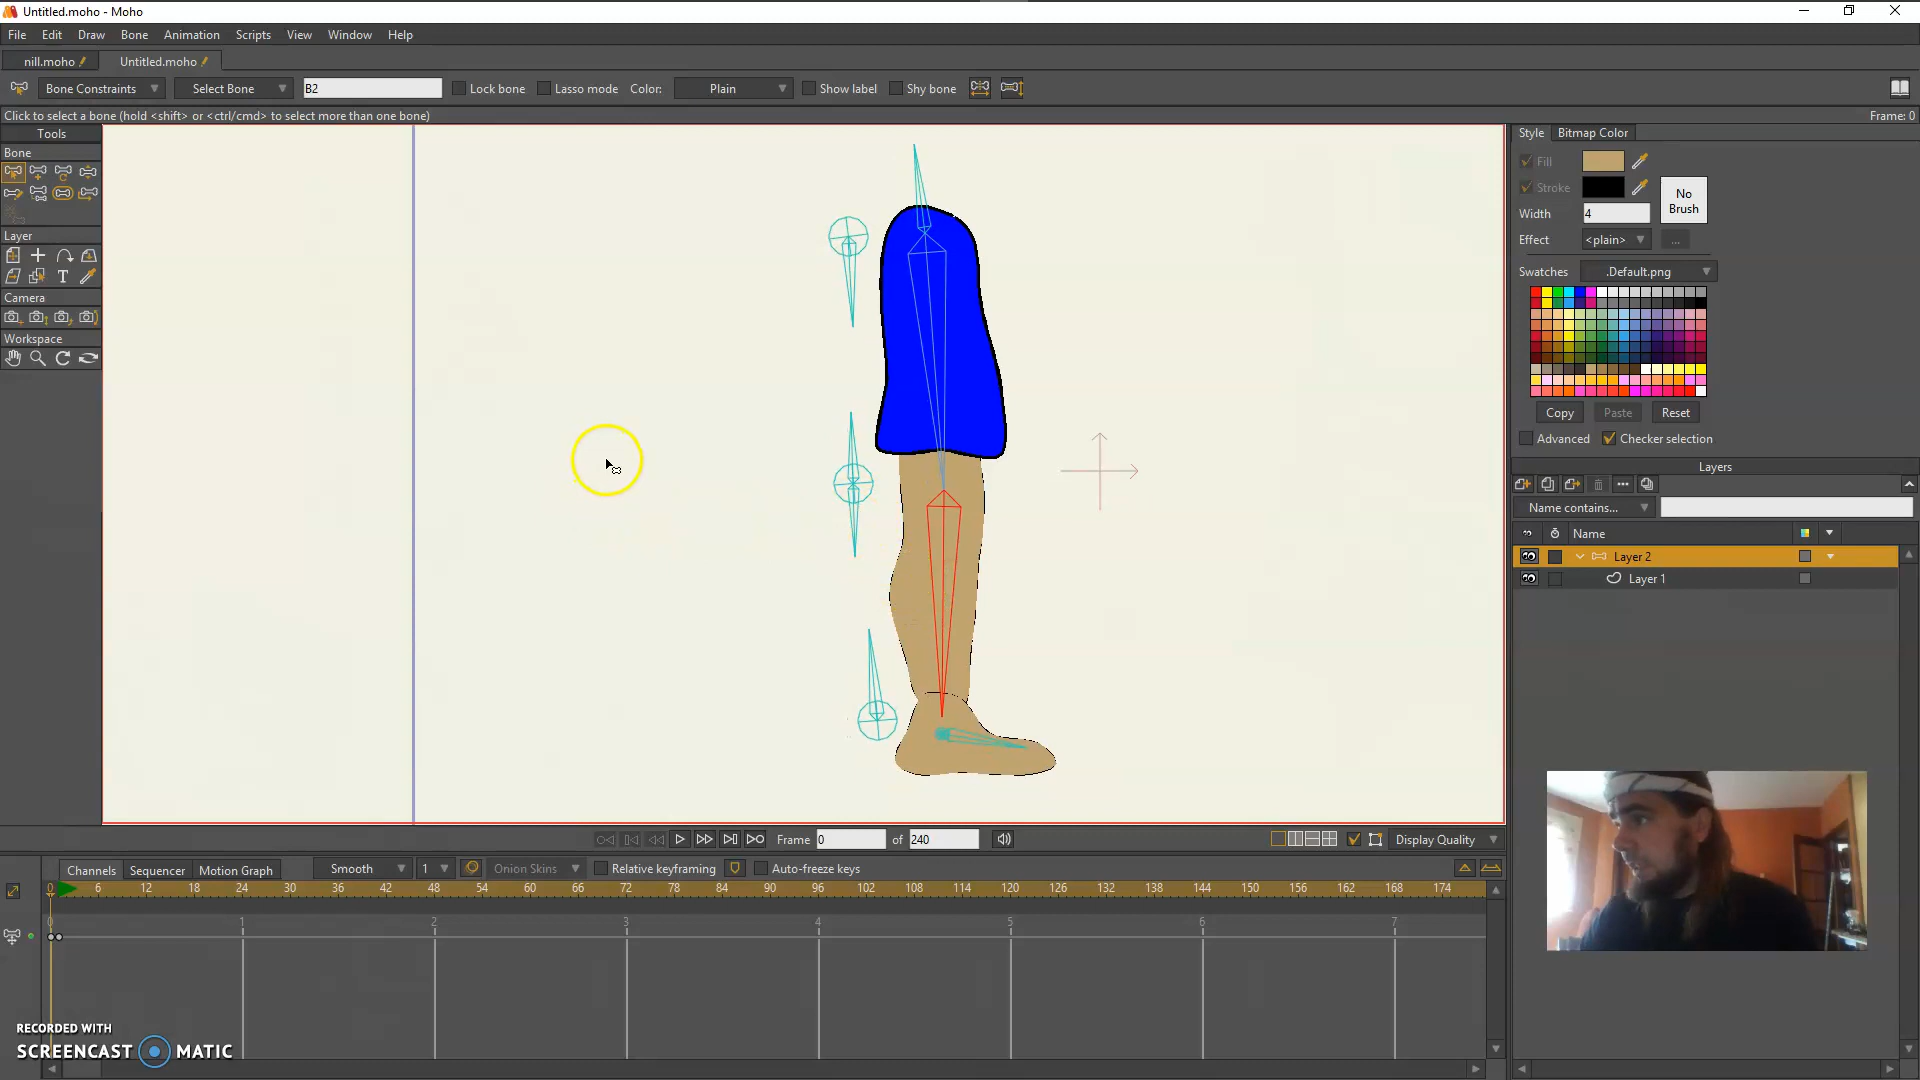 Untitled.moho - Moho
File Edit Draw Bone Animation Scripts View Window Help
nill.moho Untitled.moho
Bone Constraints Select Bone B2 Lock bone Lasso mode Color: Plain Show label Shy bone
Click to select a bone (hold <shift> or <ctrl/cmd> to select more than one bone) Frame: 0
Tools
Bone
Layer
Camera
Workspace
Style Bitmap Color
Fill
Stroke
No
Brush
Width 4
Effect <plain> ...
Swatches .Default.png
Copy Paste Reset
Advanced Checker selection
Layers
Name contains...
Name
Layer 2
Layer 1
Frame 0 of 240 Display Quality
Channels Sequencer Motion Graph Smooth 1 Onion Skins Relative keyframing Auto-freeze keys
0 6 12 18 24 30 36 42 48 54 60 66 72 78 84 90 96 102 108 114 120 126 132 138 144 150 156 162 168 174
0 1 2 3 4 5 6 7
RECORDED WITH
SCREENCAST MATIC